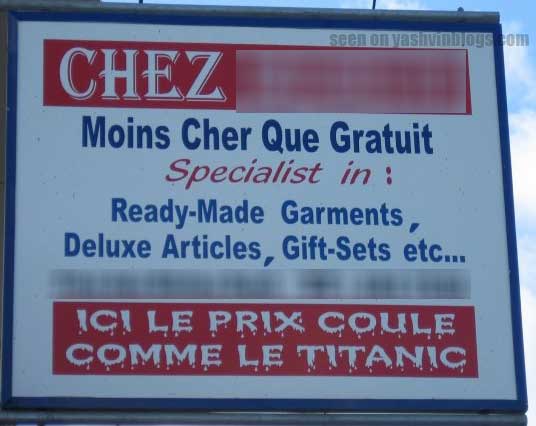 seen on yashvinblogs.com
CHEZ
Moins Cher Que Gratuit
Specialist in :
Ready-Made Garments,
Deluxe Articles, Gift-Sets etc...
ICI LE PRIX COULE
COMME LE TITANIC